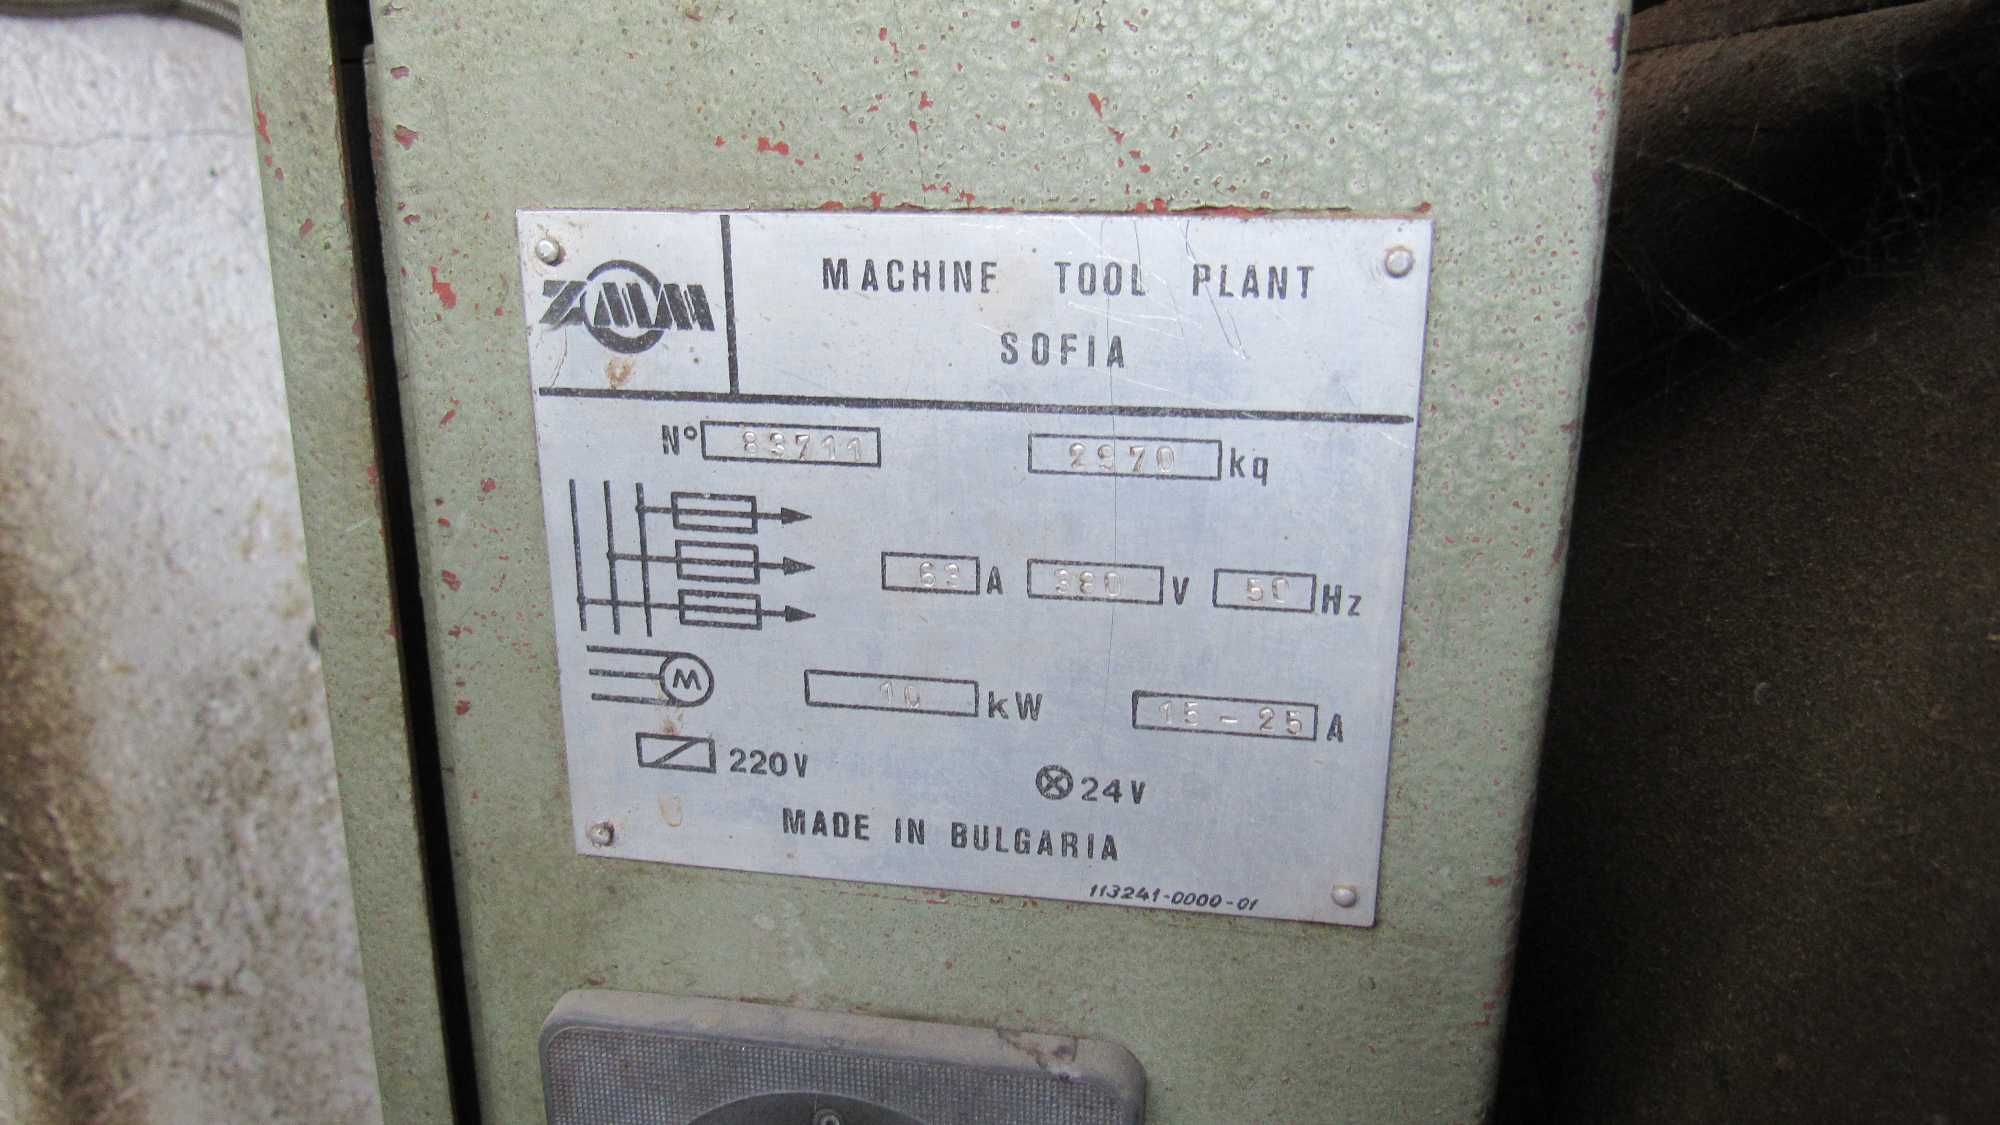 ZMM
MACHINE TOOL PLANT
SOFIA
N° 83711 2970 kg
63 A 380 V 50 Hz
M 10 kW 15-25 A
220V 24V
MADE IN BULGARIA
113241-0000-01